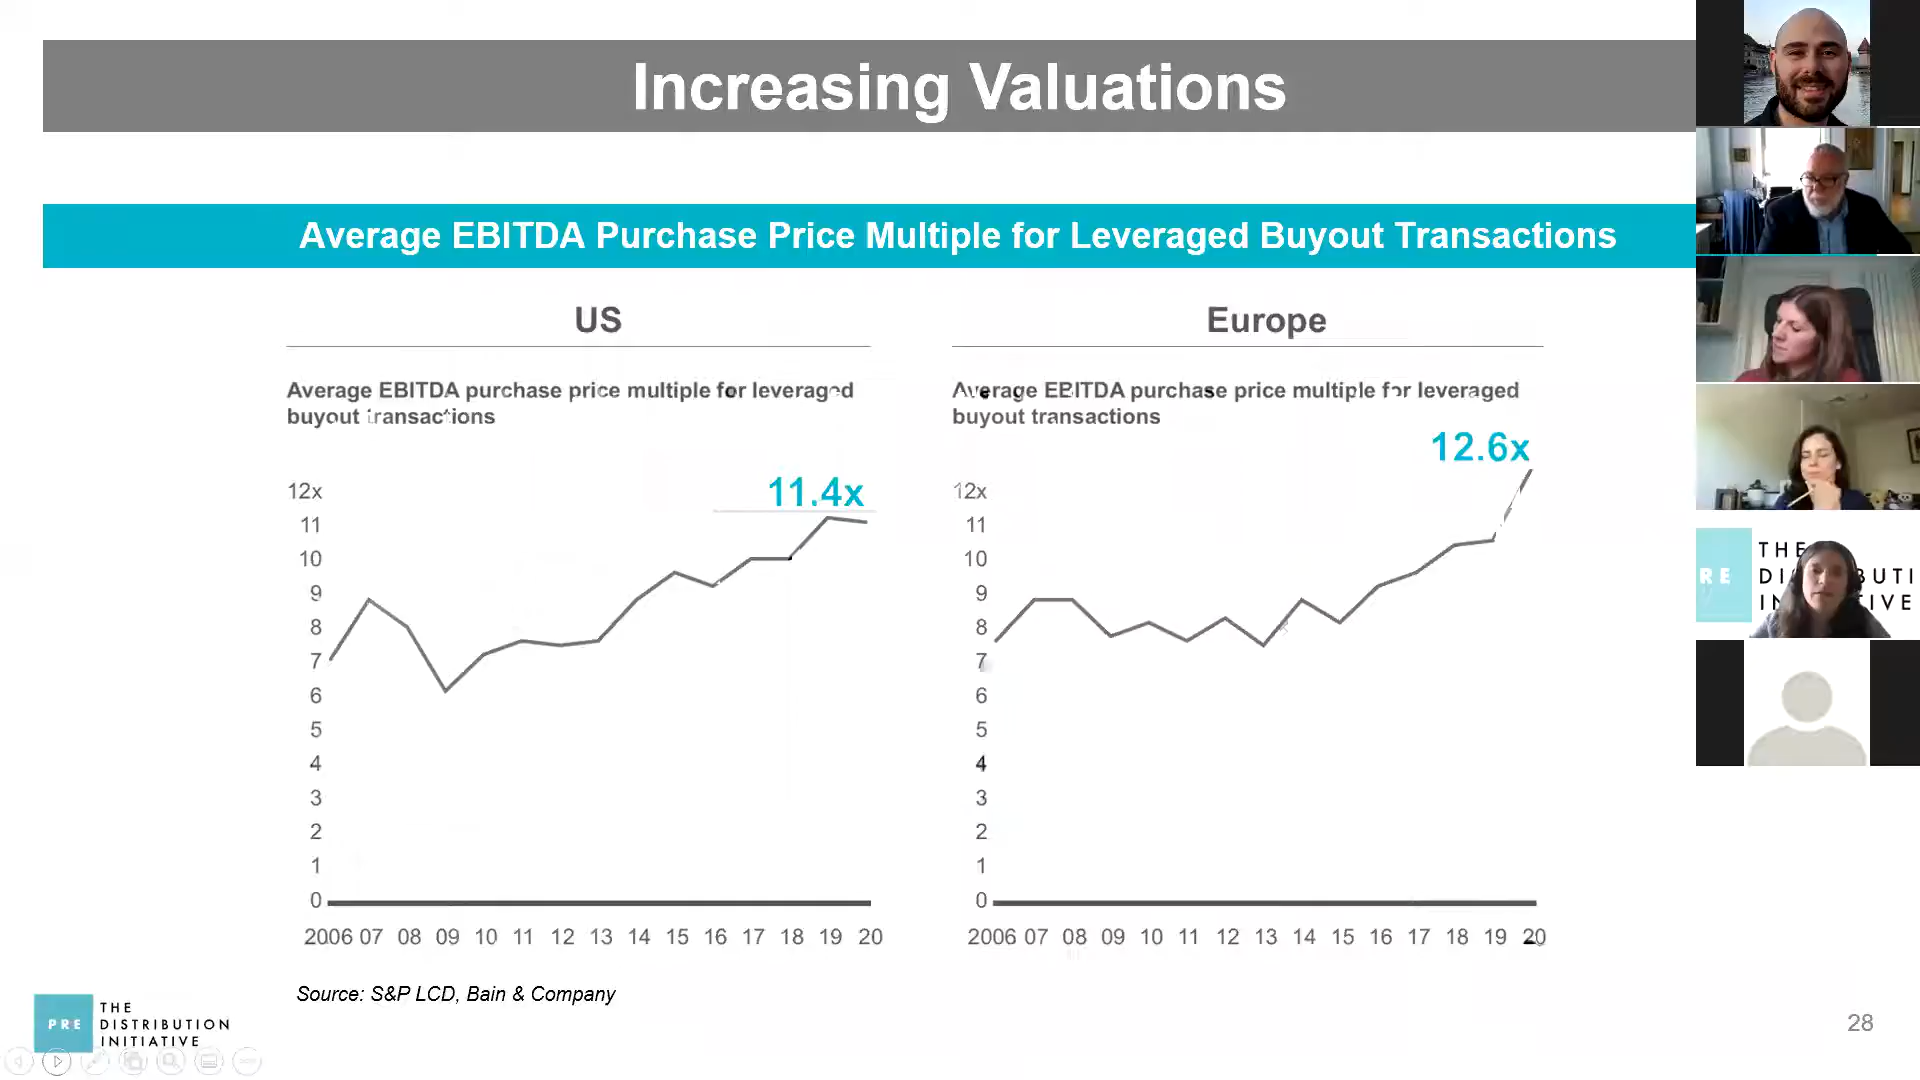 Increasing Valuations
Average EBITDA Purchase Price Multiple for Leveraged Buyout Transactions
US
Average EBITDA purchase price multiple for leveraged
buyout transactions
11.4x
12x
11
10
9
8
7
6
5
4
3
2
1
0
2006 07 08 09 10 11 12 13 14 15 16 17 18 19 20
Europe
Average EBITDA purchase price multiple for leveraged
buyout transactions
12.6x
12x
11
10
9
8
7
6
5
4
3
2
1
0
2006 07 08 09 10 11 12 13 14 15 16 17 18 19 20
Source: S&P LCD, Bain & Company
PRE
THE
DISTRIBUTION
INITIATIVE
28
RE
THE
DI BUTI
IN IVE